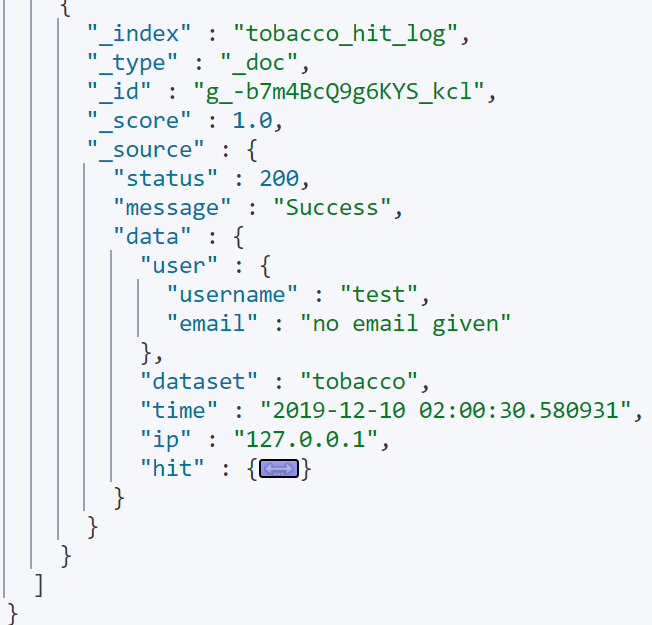 {
"_index" : "tobacco_hit_log",
"_type" : "_doc",
"_id" : "g_-b7m4BcQ9g6KYS_kcl",
"_score" : 1.0,
"_source" : {
"status" : 200,
"message" : "Success",
"data" : {
"user" : {
"username" : "test",
"email" : "no email given"
},
"dataset" : "tobacco",
"time" : "2019-12-10 02:00:30.580931",
"ip" : "127.0.0.1",
"hit" : {↔}
}
}
}
]
}